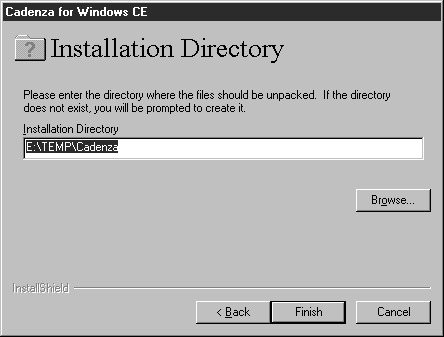 Cadenza for Windows CE
Installation Directory
Please enter the directory where the files should be unpacked. If the directory
does not exist, you will be prompted to create it.
Installation Directory
E:\TEMP\Cadenza
Browse...
InstallShield
< Back Finish Cancel